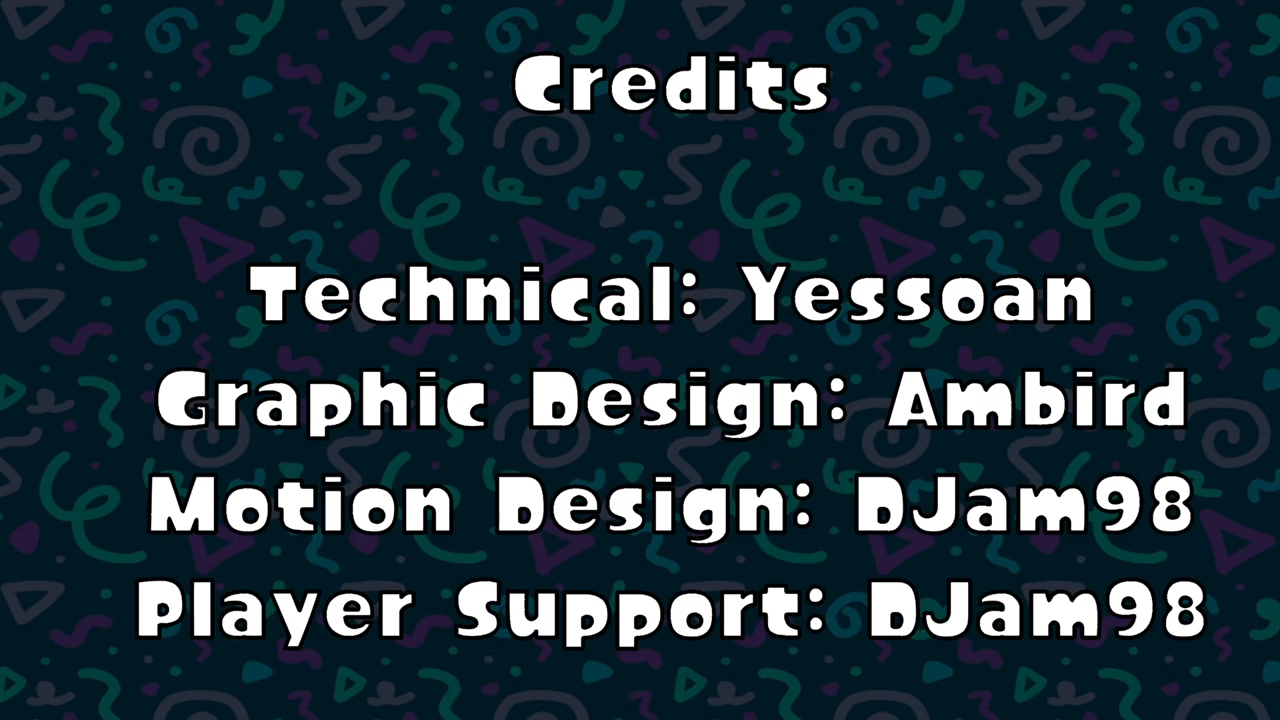 Credits
Technical: Yessoan
Graphic Design: Ambird
Motion Design: DJam98
Player Support: DJam98